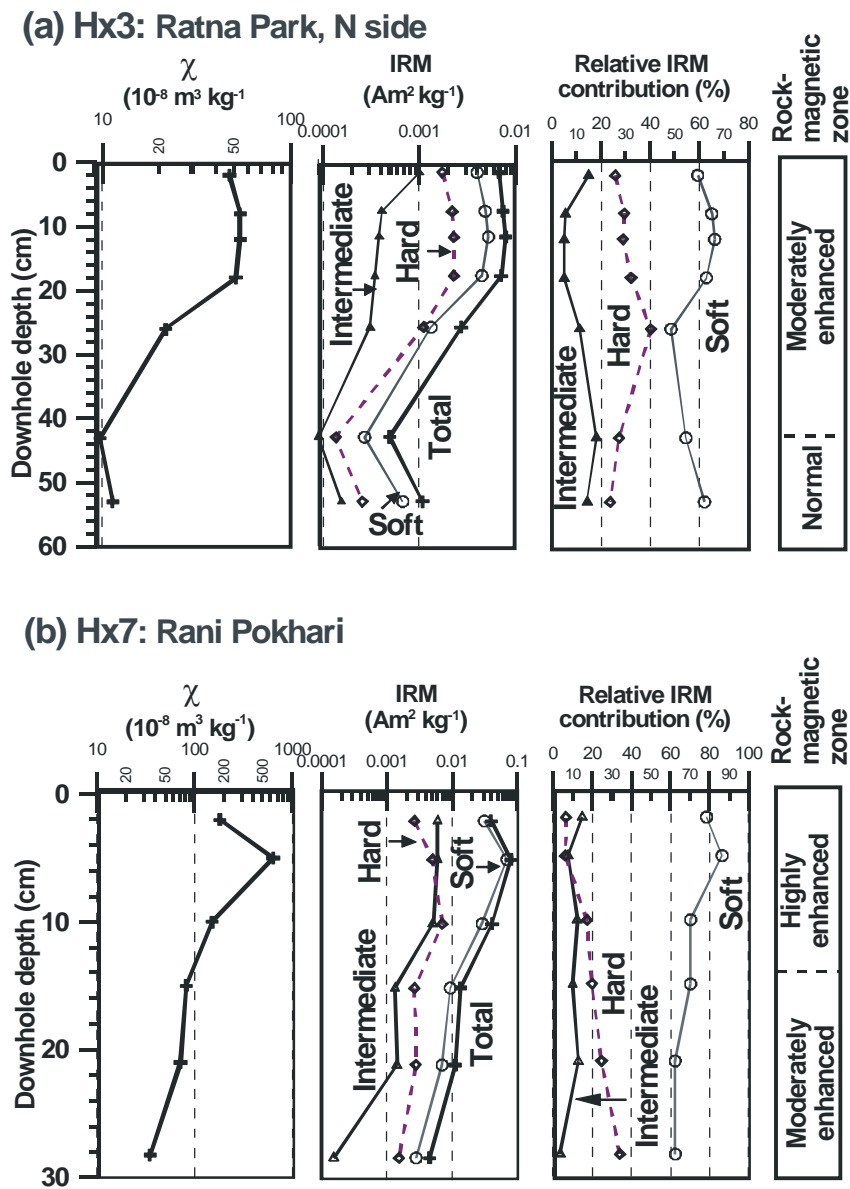 (a) Hx3: Ratna Park, N side
χ
(10⁻⁸ m³ kg⁻¹
IRM
(Am² kg⁻¹)
Relative IRM
contribution (%)
Rock-
magnetic
zone
10 100
20 50
0.0001 0.001 0.01
0 20 40 60 80
10 30 50 70
0
10
20
30
40
50
60
Downhole depth (cm)
Intermediate
Hard
Total
Soft
Intermediate
Hard
Soft
Moderately
enhanced
Normal
(b) Hx7: Rani Pokhari
χ
(10⁻⁸ m³ kg⁻¹)
IRM
(Am² kg⁻¹)
Relative IRM
contribution (%)
Rock-
magnetic
zone
10 100 1000
20 50 200 500
0.0001 0.001 0.01 0.1
0 20 40 60 80 100
10 30 50 70 90
0
10
20
30
Downhole depth (cm)
Hard
Soft
Intermediate
Total
Soft
Hard
Intermediate
Highly
enhanced
Moderately
enhanced